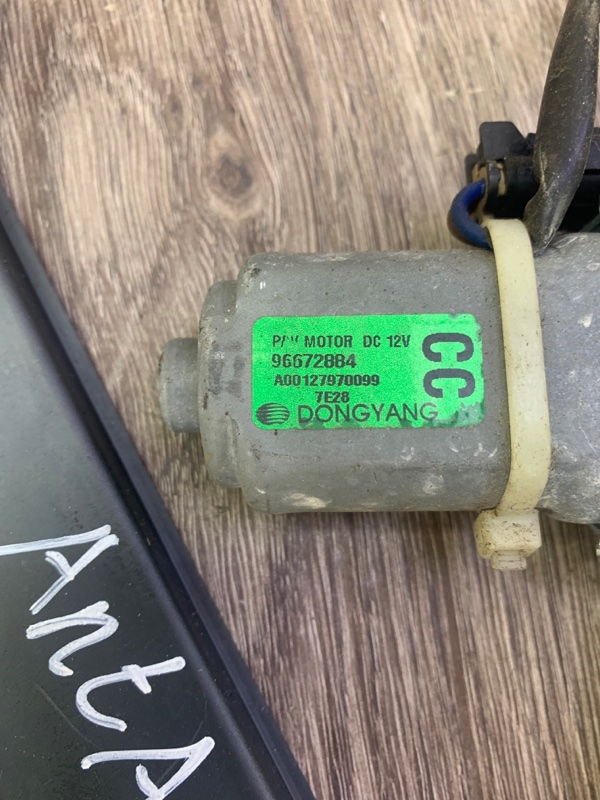 P/W MOTOR DC 12V
96672884
A00127970099
7E28
DONGYANG
CC
AntA